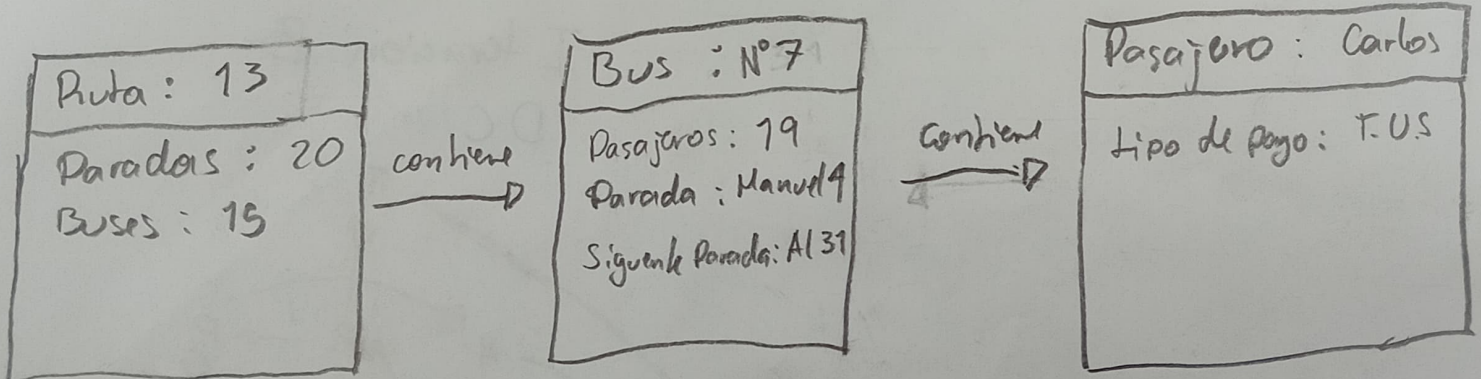 Ruta: 13
Paradas: 20
Buses: 15
contiene
Bus: N°7
Pasajeros: 19
Parada: Manuel4
Siguente Parada: Al31
contiene
Pasajero: Carlos
tipo de pago: T.U.S